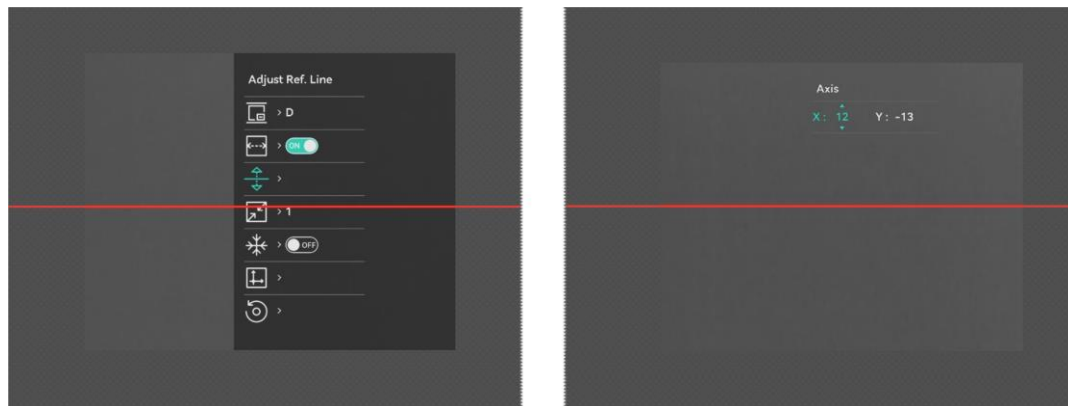 Adjust Ref. Line
> D
> ON
>
> 1
> OFF
>
>
Axis
X: 12 Y: -13